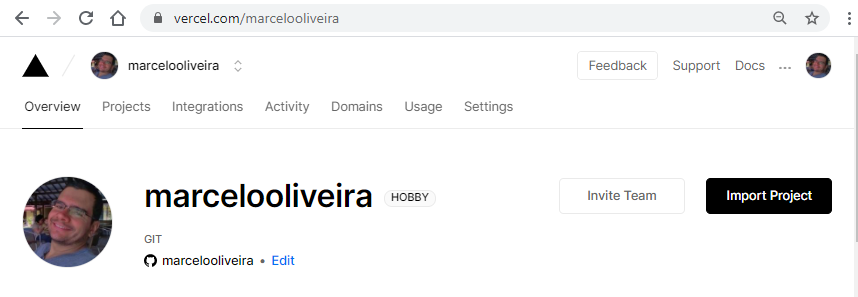 vercel.com/marcelooliveira
marcelooliveira Feedback Support Docs ...
Overview Projects Integrations Activity Domains Usage Settings
marcelooliveira HOBBY Invite Team Import Project
GIT
marcelooliveira • Edit